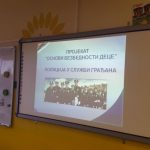 ПРОЈЕКАТ
"ОСНОВИ БЕЗБЕДНОСТИ ДЕЦЕ"
ПОЛИЦИЈА У СЛУЖБИ ГРАЂАНА